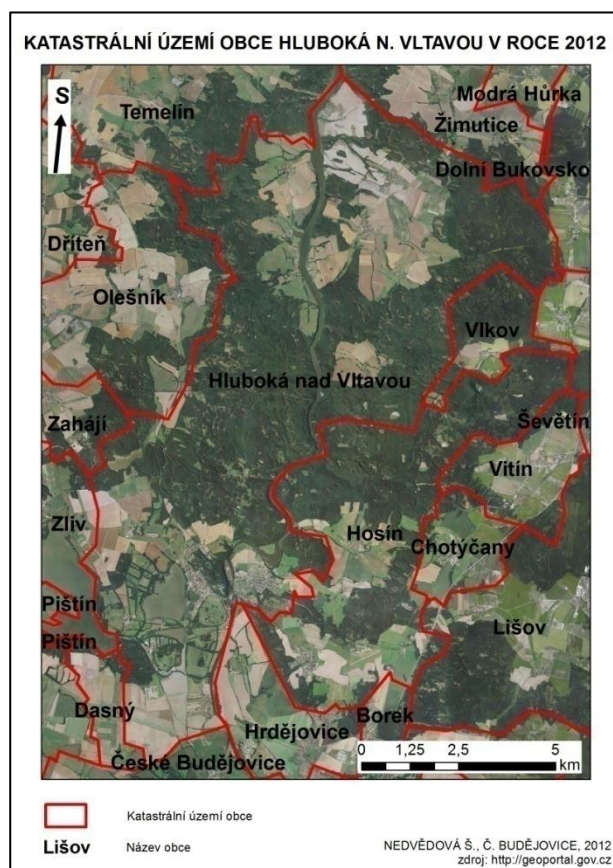 KATASTRÁLNÍ ÚZEMÍ OBCE HLUBOKÁ N. VLTAVOU V ROCE 2012
S
Temelín
Modrá Hůrka
Žimutice
Dolní Bukovsko
Dříteň
Olešník
Vlkov
Hluboká nad Vltavou
Zahájí
Ševětín
Vitín
Zliv
Hosín
Chotýčany
Pištín
Lišov
Pištín
Dasný
Borek
Hrdějovice
České Budějovice
0 1,25 2,5 5
km
Katastrální území obce
Lišov Název obce
NEDVĚDOVÁ Š., Č. BUDĚJOVICE, 2012
zdroj: http://geoportal.gov.cz